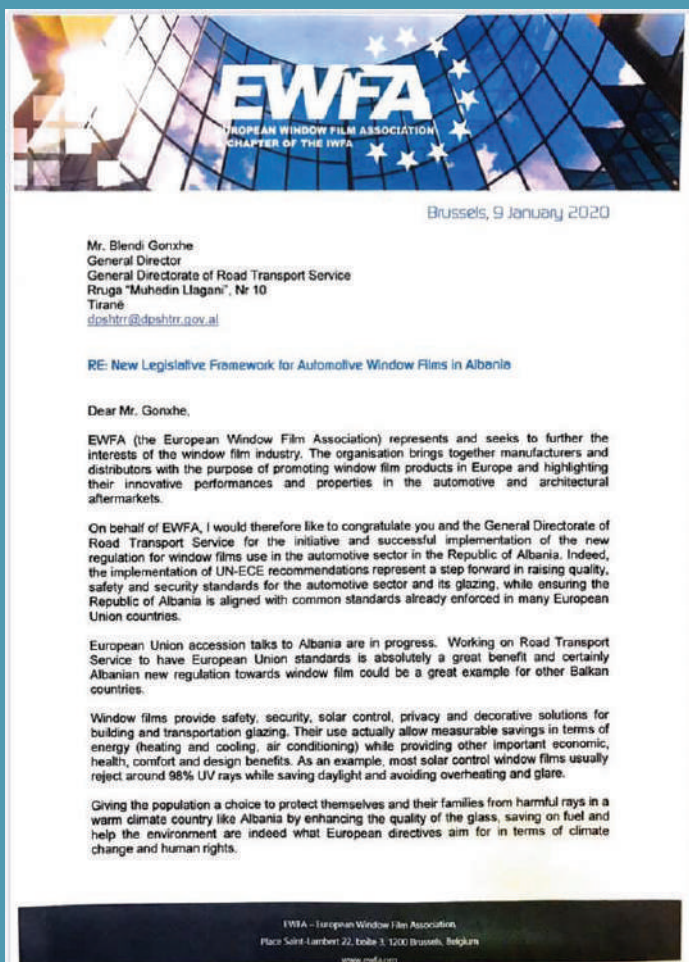 EWFA
EUROPEAN WINDOW FILM ASSOCIATION
CHAPTER OF THE IWFA
Brussels, 9 January 2020
Mr. Blendi Gonxhe
General Director
General Directorate of Road Transport Service
Rruga "Muhedin Llagani", Nr 10
Tiranë
dpshtrr@dpshtrr.gov.al
RE: New Legislative Framework for Automotive Window Films in Albania
Dear Mr. Gonxhe,
EWFA (the European Window Film Association) represents and seeks to further the
interests of the window film industry. The organisation brings together manufacturers and
distributors with the purpose of promoting window film products in Europe and highlighting
their innovative performances and properties in the automotive and architectural
aftermarkets.
On behalf of EWFA, I would therefore like to congratulate you and the General Directorate of
Road Transport Service for the initiative and successful implementation of the new
regulation for window films use in the automotive sector in the Republic of Albania. Indeed,
the implementation of UN-ECE recommendations represent a step forward in raising quality,
safety and security standards for the automotive sector and its glazing, while ensuring the
Republic of Albania is aligned with common standards already enforced in many European
Union countries.
European Union accession talks to Albania are in progress. Working on Road Transport
Service to have European Union standards is absolutely a great benefit and certainly
Albanian new regulation towards window film could be a great example for other Balkan
countries.
Window films provide safety, security, solar control, privacy and decorative solutions for
building and transportation glazing. Their use actually allow measurable savings in terms of
energy (heating and cooling, air conditioning) while providing other important economic,
health, comfort and design benefits. As an example, most solar control window films usually
reject around 98% UV rays while saving daylight and avoiding overheating and glare.
Giving the population a choice to protect themselves and their families from harmful rays in a
warm climate country like Albania by enhancing the quality of the glass, saving on fuel and
help the environment are indeed what European directives aim for in terms of climate
change and human rights.
EWFA – European Window Film Association
Place Saint-Lambert 22, boite 3, 1200 Brussels, Belgium
www.ewfa.org